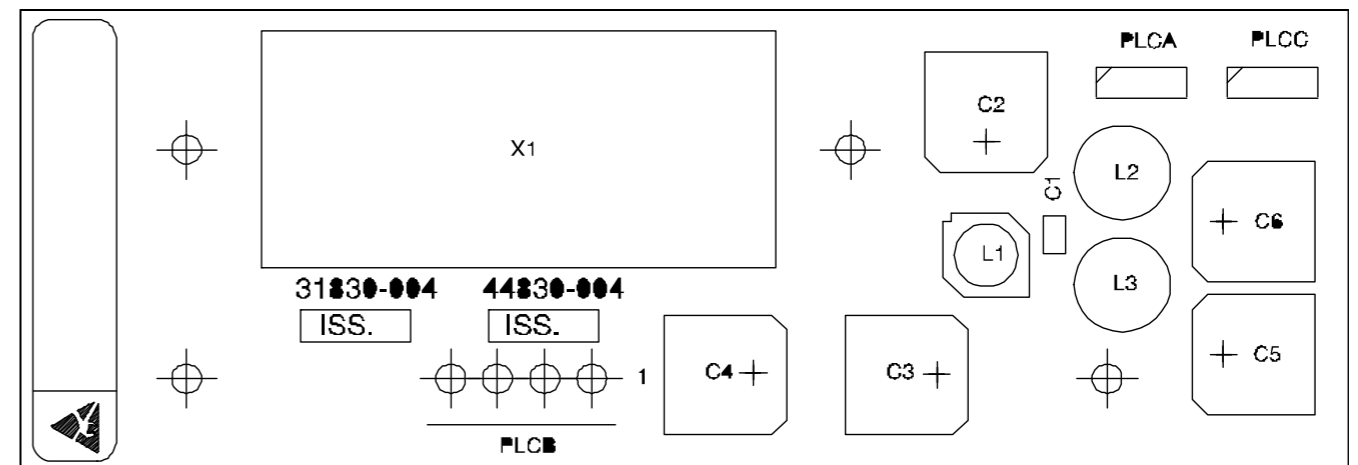 PLCA PLCC
C2
X1
C1
L2
C6
L1
31830-004 44830-004
L3
ISS. ISS.
C5
C4 C3
1
PLCB